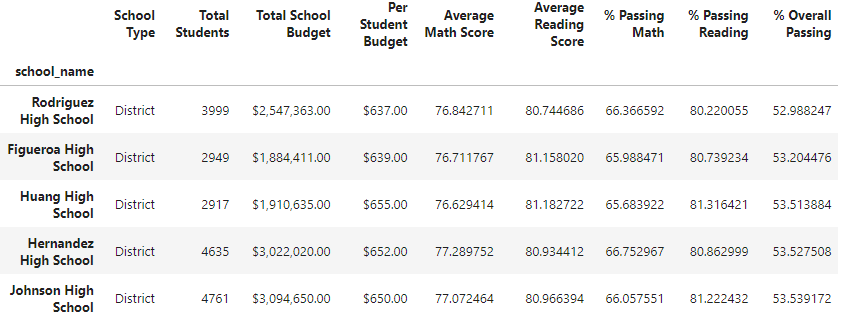 School Type Total Students Total School Budget Per Student Budget Average Math Score Average Reading Score % Passing Math % Passing Reading % Overall Passing
school_name
Rodriguez High School District 3999 $2,547,363.00 $637.00 76.842711 80.744686 66.366592 80.220055 52.988247
Figueroa High School District 2949 $1,884,411.00 $639.00 76.711767 81.158020 65.988471 80.739234 53.204476
Huang High School District 2917 $1,910,635.00 $655.00 76.629414 81.182722 65.683922 81.316421 53.513884
Hernandez High School District 4635 $3,022,020.00 $652.00 77.289752 80.934412 66.752967 80.862999 53.527508
Johnson High School District 4761 $3,094,650.00 $650.00 77.072464 80.966394 66.057551 81.222432 53.539172